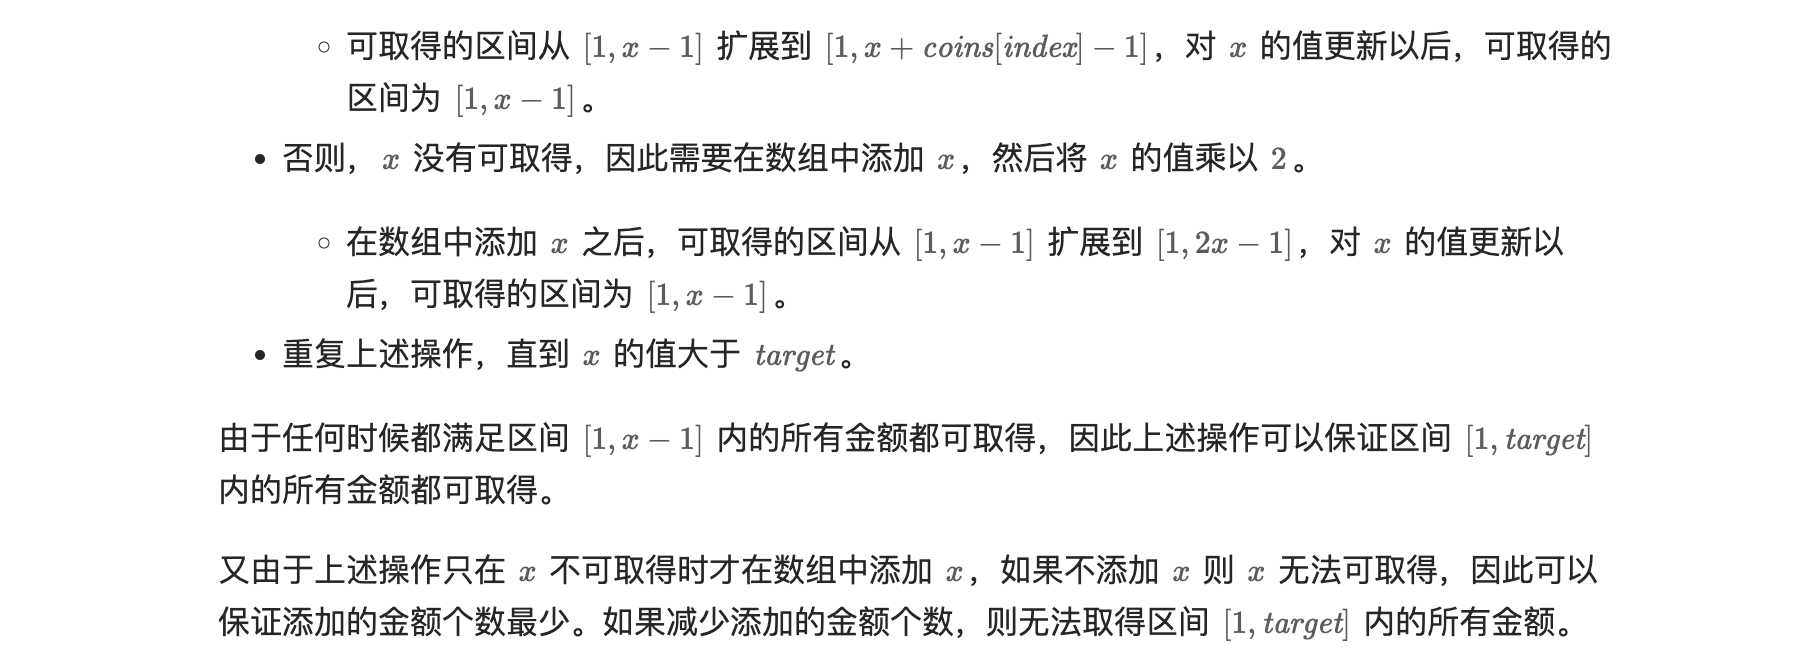 可取得的区间从 [1, x − 1] 扩展到 [1, x + coins[index] − 1]，对 x 的值更新以后，可取得的
区间为 [1, x − 1]。
否则，x 没有可取得，因此需要在数组中添加 x，然后将 x 的值乘以 2。
在数组中添加 x 之后，可取得的区间从 [1, x − 1] 扩展到 [1, 2x − 1]，对 x 的值更新以
后，可取得的区间为 [1, x − 1]。
重复上述操作，直到 x 的值大于 target。
由于任何时候都满足区间 [1, x − 1] 内的所有金额都可取得，因此上述操作可以保证区间 [1, target]
内的所有金额都可取得。
又由于上述操作只在 x 不可取得时才在数组中添加 x，如果不添加 x 则 x 无法可取得，因此可以
保证添加的金额个数最少。如果减少添加的金额个数，则无法取得区间 [1, target] 内的所有金额。